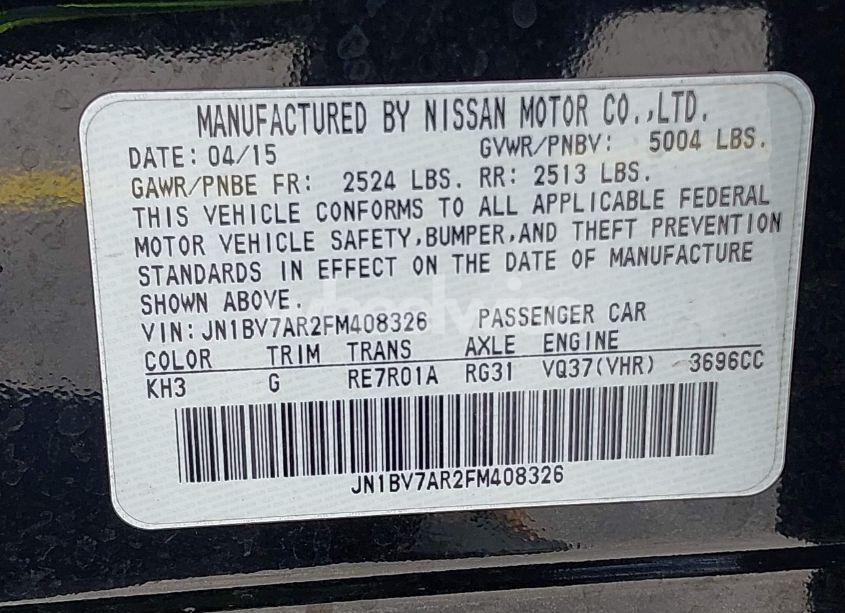 MANUFACTURED BY NISSAN MOTOR CO.,LTD.
DATE: 04/15 GVWR/PNBV: 5004 LBS.
GAWR/PNBE FR: 2524 LBS. RR: 2513 LBS.
THIS VEHICLE CONFORMS TO ALL APPLICABLE FEDERAL
MOTOR VEHICLE SAFETY,BUMPER,AND THEFT PREVENTION
STANDARDS IN EFFECT ON THE DATE OF MANUFACTURE
SHOWN ABOVE.
VIN: JN1BV7AR2FM408326 PASSENGER CAR
COLOR TRIM TRANS AXLE ENGINE
KH3 G RE7R01A RG31 VQ37(VHR) 3696CC
JN1BV7AR2FM408326